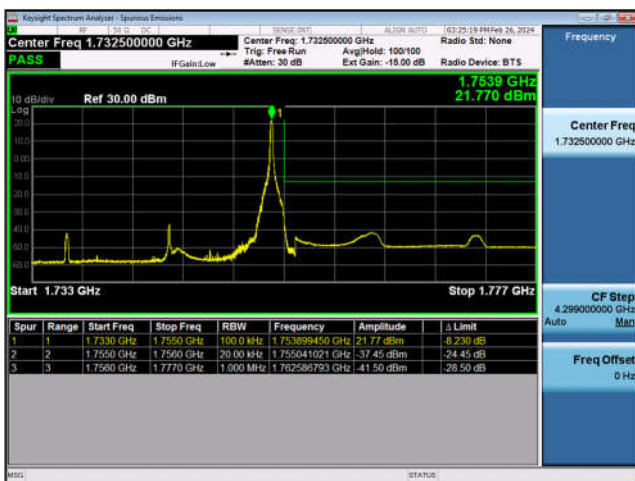 Keysight Spectrum Analyzer - Spurious Emissions
RF 50 Ω DC SENSE:INT ALIGN AUTO 03:25:19 PM Feb 26, 2024
Center Freq 1.732500000 GHz Center Freq: 1.732500000 GHz Radio Std: None
Trig: Free Run Avg|Hold: 100/100
PASS IFGain:Low #Atten: 30 dB Ext Gain: -15.00 dB Radio Device: BTS
1.7539 GHz
21.770 dBm
10 dB/div Ref 30.00 dBm
Log
20.0
10.0
0.00
-10.0
-20.0
-30.0
-40.0
-50.0
-60.0
1
Start 1.733 GHz Stop 1.777 GHz
Spur Range Start Freq Stop Freq RBW Frequency Amplitude Δ Limit
1 1 1.7330 GHz 1.7550 GHz 100.0 kHz 1.753899450 GHz 21.77 dBm -8.230 dB
2 2 1.7550 GHz 1.7560 GHz 20.00 kHz 1.755041021 GHz -37.45 dBm -24.45 dB
3 3 1.7560 GHz 1.7770 GHz 1.000 MHz 1.762586793 GHz -41.50 dBm -28.50 dB
MSG STATUS
Frequency
Center Freq
1.732500000 GHz
CF Step
4.299000000 GHz
Auto Man
Freq Offset
0 Hz